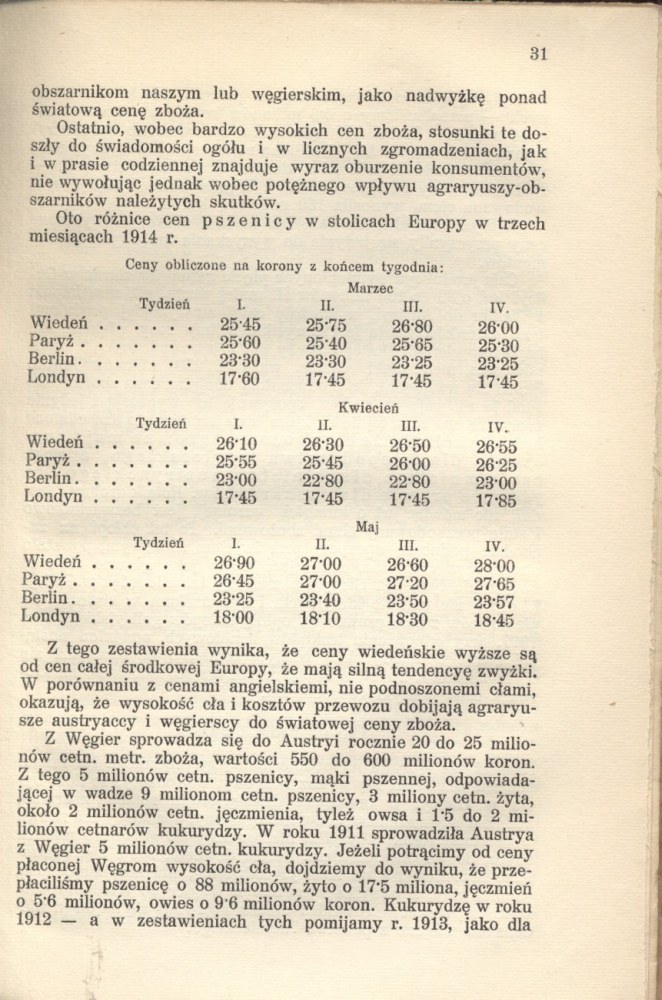 31
obszarnikom naszym lub węgierskim, jako nadwyżkę ponad
światową cenę zboża.
Ostatnio, wobec bardzo wysokich cen zboża, stosunki te do-
szły do świadomości ogółu i w licznych zgromadzeniach, jak
i w prasie codziennej znajduje wyraz oburzenie konsumentów,
nie wywołując jednak wobec potężnego wpływu agraryuszy-ob-
szarników należytych skutków.
Oto różnice cen p s z e n i c y w stolicach Europy w trzech
miesiącach 1914 r.
Ceny obliczone na korony z końcem tygodnia:
Marzec
Tydzień I. II. III. IV.
Wiedeń . . . . . . 25·45 25·75 26·80 26·00
Paryż . . . . . . . 25·60 25·40 25·65 25·30
Berlin. . . . . . . 23·30 23·30 23·25 23·25
Londyn . . . . . . 17·60 17·45 17·45 17·45
Kwiecień
Tydzień I. II. III. IV.
Wiedeń . . . . . . 26·10 26·30 26·50 26·55
Paryż . . . . . . . 25·55 25·45 26·00 26·25
Berlin. . . . . . . 23·00 22·80 22·80 23·00
Londyn . . . . . . 17·45 17·45 17·45 17·85
Maj
Tydzień I. II. III. IV.
Wiedeń . . . . . . 26·90 27·00 26·60 28·00
Paryż . . . . . . . 26·45 27·00 27·20 27·65
Berlin. . . . . . . 23·25 23·40 23·50 23·57
Londyn . . . . . . 18·00 18·10 18·30 18·45
Z tego zestawienia wynika, że ceny wiedeńskie wyższe są
od cen całej środkowej Europy, że mają silną tendencyę zwyżki.
W porównaniu z cenami angielskiemi, nie podnoszonemi cłami,
okazują, że wysokość cła i kosztów przewozu dobijają agraryu-
sze austryaccy i węgierscy do światowej ceny zboża.
Z Węgier sprowadza się do Austryi rocznie 20 do 25 milio-
nów cetn. metr. zboża, wartości 550 do 600 milionów koron.
Z tego 5 milionów cetn. pszenicy, mąki pszennej, odpowiada-
jącej w wadze 9 milionom cetn. pszenicy, 3 miliony cetn. żyta,
około 2 milionów cetn. jęczmienia, tyleż owsa i 1·5 do 2 mi-
lionów cetnarów kukurydzy. W roku 1911 sprowadziła Austrya
z Węgier 5 milionów cetn. kukurydzy. Jeżeli potrącimy od ceny
płaconej Węgrom wysokość cła, dojdziemy do wyniku, że prze-
płaciliśmy pszenicę o 88 milionów, żyto o 17·5 miliona, jęczmień
o 5·6 milionów, owies o 9·6 milionów koron. Kukurydzę w roku
1912 — a w zestawieniach tych pomijamy r. 1913, jako dla